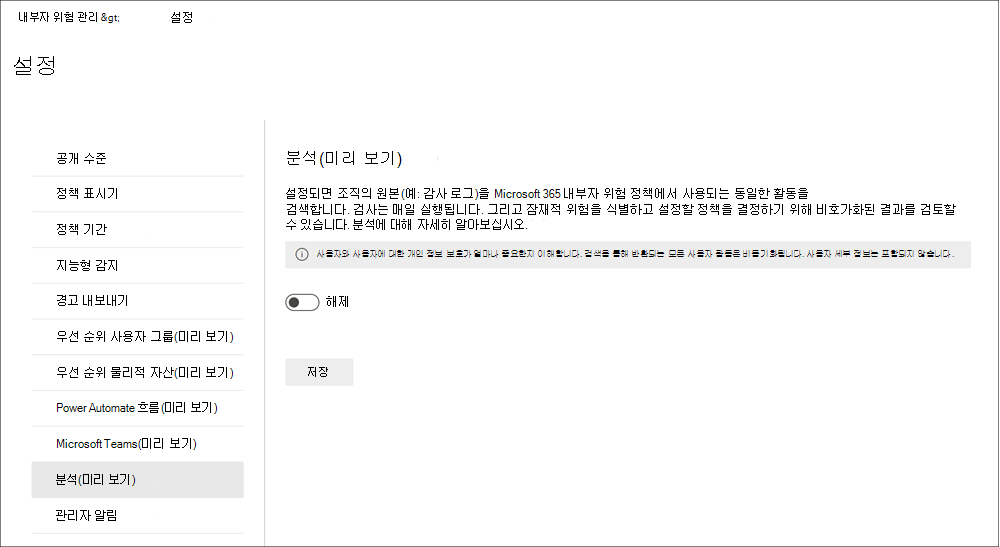 내부자 위험 관리 &gt; 설정
설정
공개 수준
정책 표시기
정책 기간
지능형 감지
경고 내보내기
우선 순위 사용자 그룹(미리 보기)
우선 순위 물리적 자산(미리 보기)
Power Automate 흐름(미리 보기)
Microsoft Teams(미리 보기)
분석(미리 보기)
관리자 알림
분석(미리 보기)
설정되면 조직의 원본(예: 감사 로그)을 Microsoft 365 내부자 위험 정책에서 사용되는 동일한 활동을
검색합니다. 검사는 매일 실행됩니다. 그리고 잠재적 위험을 식별하고 설정할 정책을 결정하기 위해 비호가화된 결과를 검토할
수 있습니다. 분석에 대해 자세히 알아보십시오.
사용자와 사용자에 대한 개인 정보 보호가 얼마나 중요한지 이해합니다. 검색을 통해 반환되는 모든 사용자 활동은 비동기화됩니다. 사용자 세부 정보는 포함되지 않습니다.
해제
저장